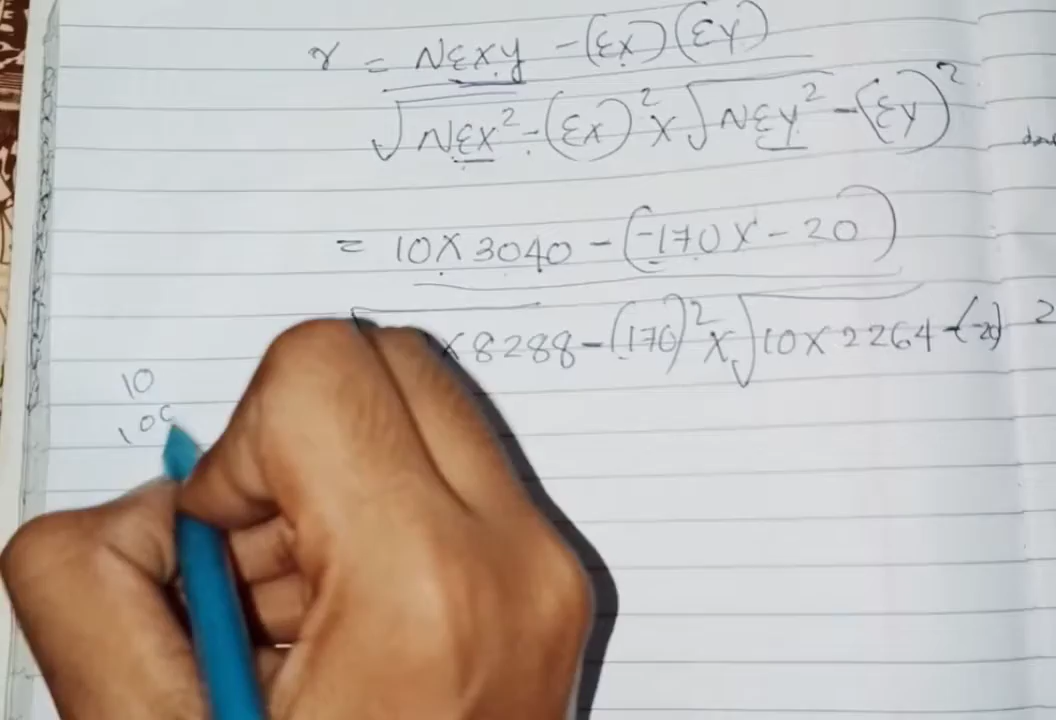 r = NΣXY - (ΣX)(ΣY)
√NΣX² - (ΣX)² X √NΣY² - (ΣY)²
= 10 X 3040 - (-170 X - 20)
X 8288 - (170)² X √10 X 2264 - (-20)²
10
100